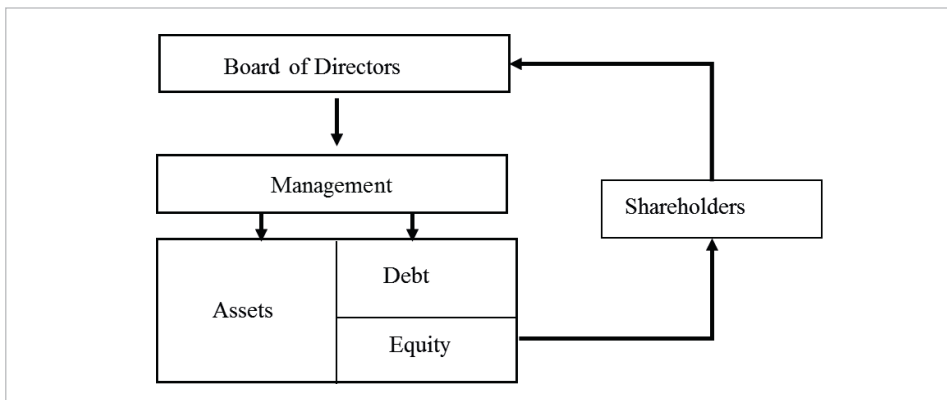 Board of Directors
Management
Shareholders
Assets
Debt
Equity